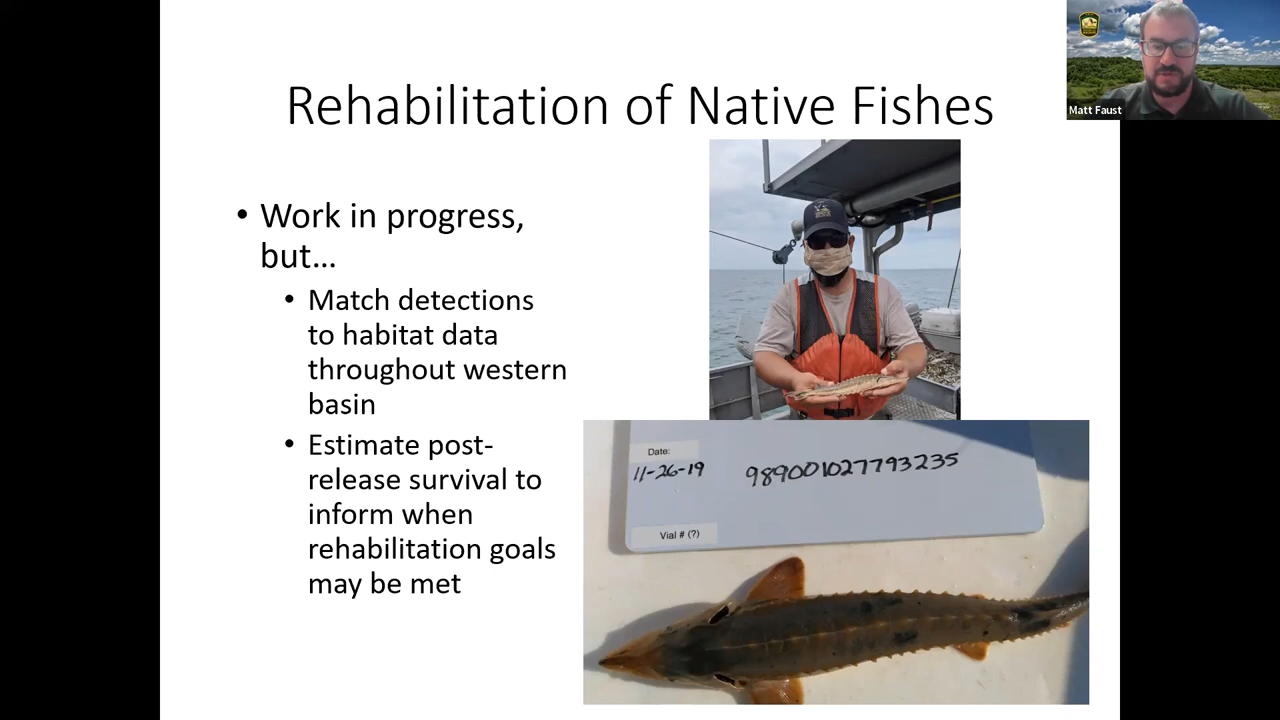 Rehabilitation of Native Fishes
• Work in progress,
but…
• Match detections
to habitat data
throughout western
basin
• Estimate post-
release survival to
inform when
rehabilitation goals
may be met
Date:
11-26-19
989001027793235
Vial # (?)
Matt Faust